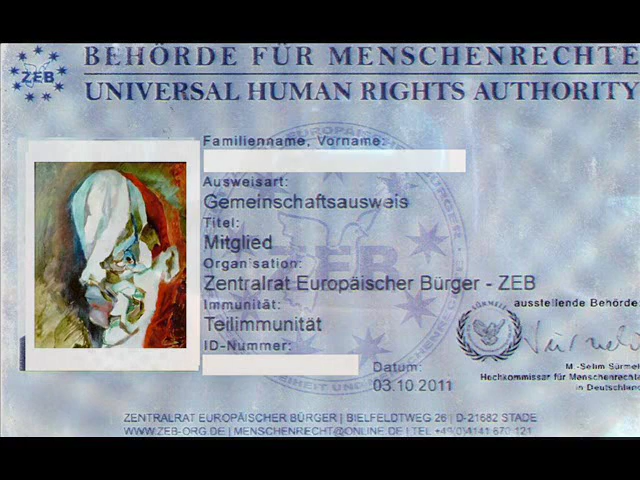 ZEB
BEHÖRDE FÜR MENSCHENRECHTE
UNIVERSAL HUMAN RIGHTS AUTHORITY
Familienname, Vorname:
Ausweisart:
Gemeinschaftsausweis
Titel:
Mitglied
Organisation:
Zentralrat Europäischer Bürger - ZEB
Immunität:
Teilimmunität
ID-Nummer:
Datum:
03.10.2011
ausstellende Behörde:
M.-Selim Sürmel
Hochkommissar für Menschenrechte
in Deutschland
ZENTRALRAT EUROPÄISCHER BÜRGER | BIELFELDTWEG 26 | D-21682 STADE
WWW.ZEB-ORG.DE | MENSCHENRECHT@ONLINE.DE | TEL +49(0)4141 670 121